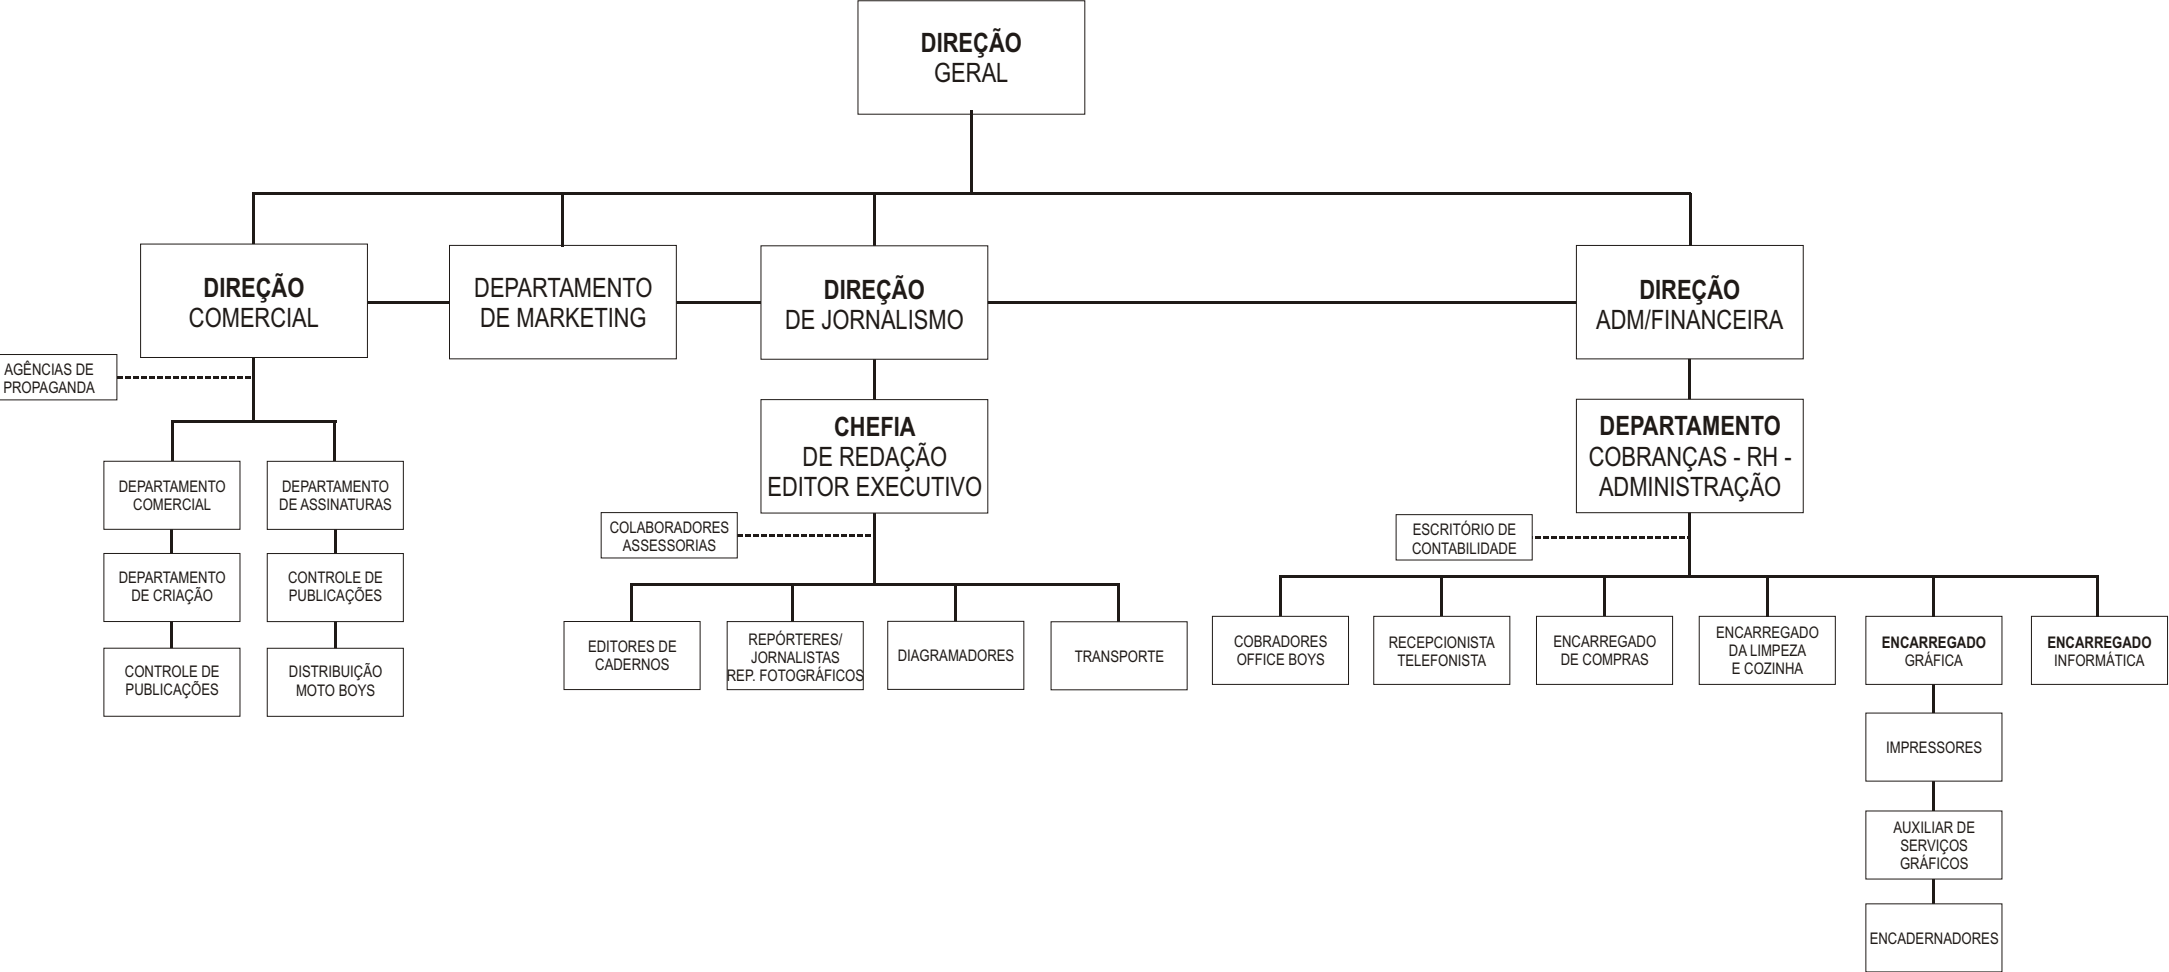 DIREÇÃO
GERAL
DIREÇÃO
COMERCIAL
DEPARTAMENTO
DE MARKETING
DIREÇÃO
DE JORNALISMO
DIREÇÃO
ADM/FINANCEIRA
AGÊNCIAS DE
PROPAGANDA
CHEFIA
DE REDAÇÃO
EDITOR EXECUTIVO
DEPARTAMENTO
COBRANÇAS - RH -
ADMINISTRAÇÃO
DEPARTAMENTO
COMERCIAL
DEPARTAMENTO
DE ASSINATURAS
COLABORADORES
ASSESSORIAS
ESCRITÓRIO DE
CONTABILIDADE
DEPARTAMENTO
DE CRIAÇÃO
CONTROLE DE
PUBLICAÇÕES
CONTROLE DE
PUBLICAÇÕES
DISTRIBUIÇÃO
MOTO BOYS
EDITORES DE
CADERNOS
REPÓRTERES/
JORNALISTAS
REP. FOTOGRÁFICOS
DIAGRAMADORES
TRANSPORTE
COBRADORES
OFFICE BOYS
RECEPCIONISTA
TELEFONISTA
ENCARREGADO
DE COMPRAS
ENCARREGADO
DA LIMPEZA
E COZINHA
ENCARREGADO
GRÁFICA
ENCARREGADO
INFORMÁTICA
IMPRESSORES
AUXILIAR DE
SERVIÇOS
GRÁFICOS
ENCADERNADORES